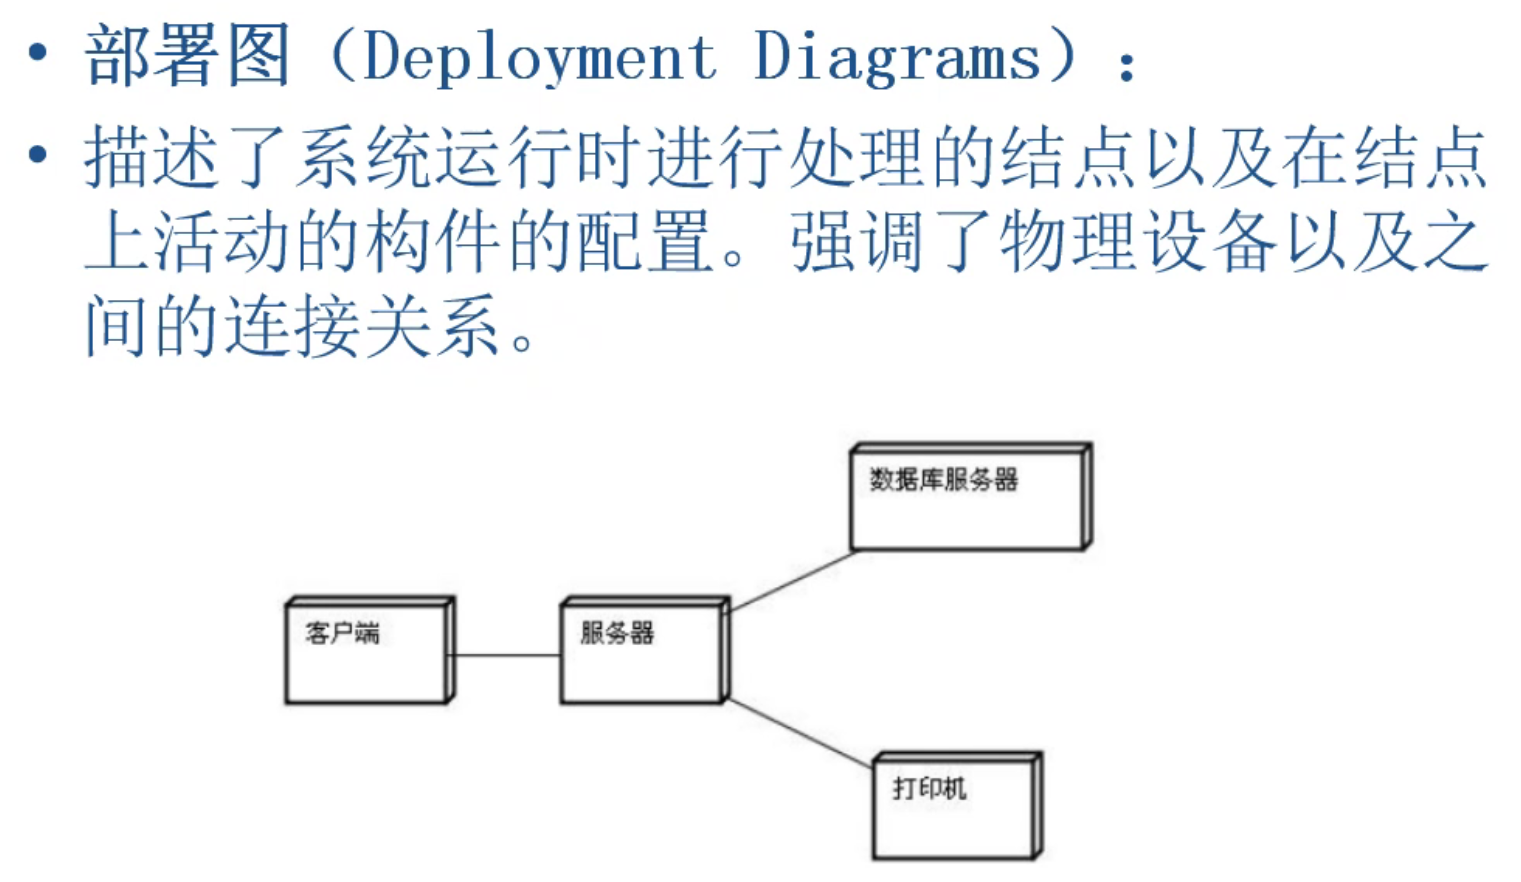 • 部署图（Deployment Diagrams）：
• 描述了系统运行时进行处理的结点以及在结点
上活动的构件的配置。强调了物理设备以及之
间的连接关系。
数据库服务器
客户端
服务器
打印机